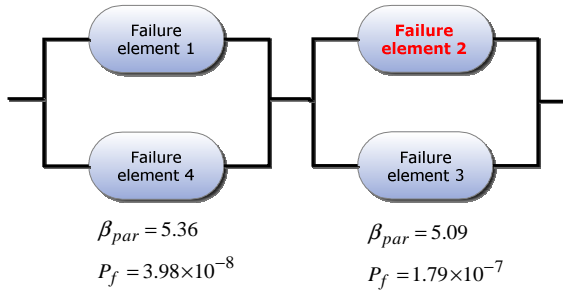 Failure
element 1
Failure
element 2
Failure
element 4
Failure
element 3
β_par = 5.36
β_par = 5.09
P_f = 3.98×10^-8
P_f = 1.79×10^-7